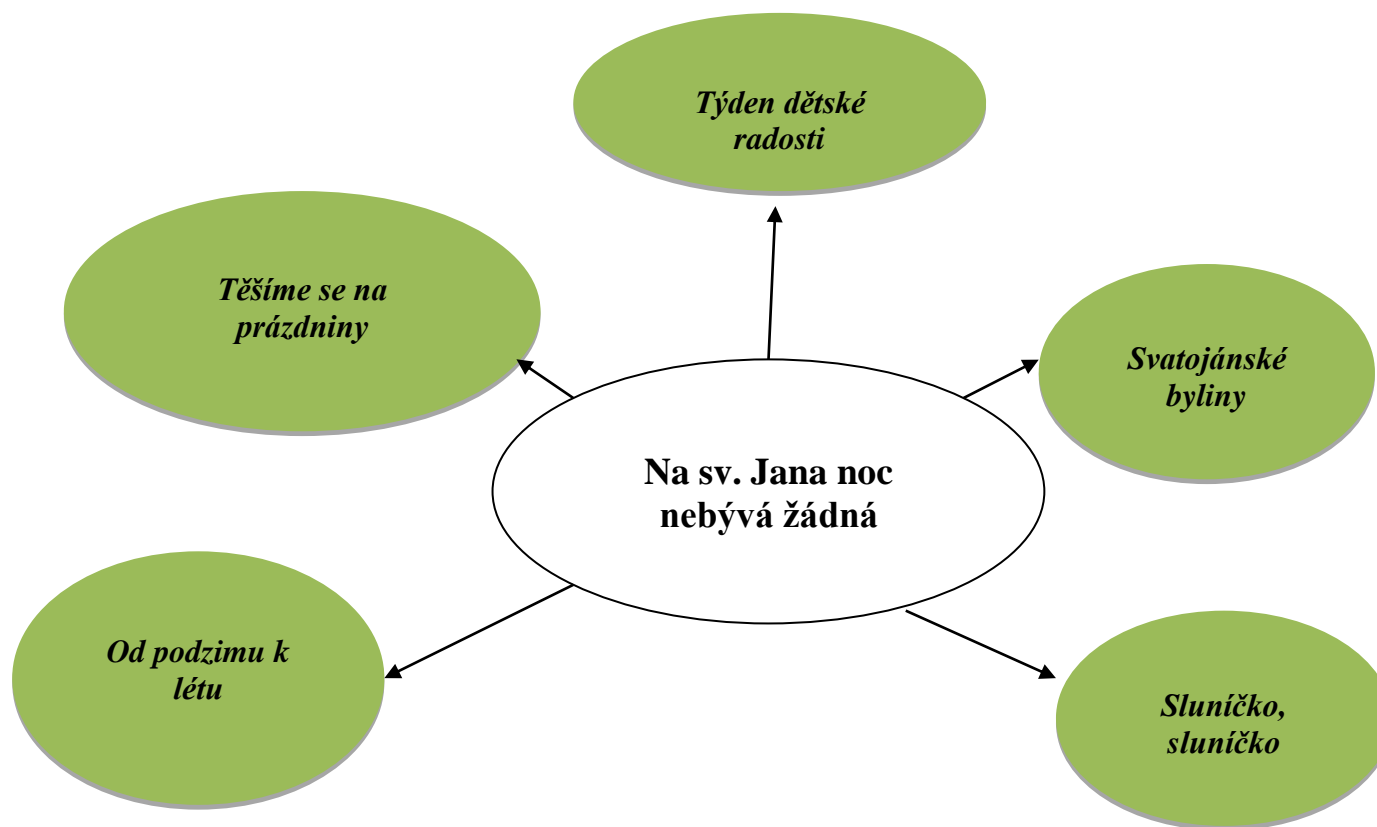 Týden dětské
radosti
Těšíme se na
prázdniny
Svatojánské
byliny
Na sv. Jana noc
nebývá žádná
Od podzimu k
létu
Sluníčko,
sluníčko